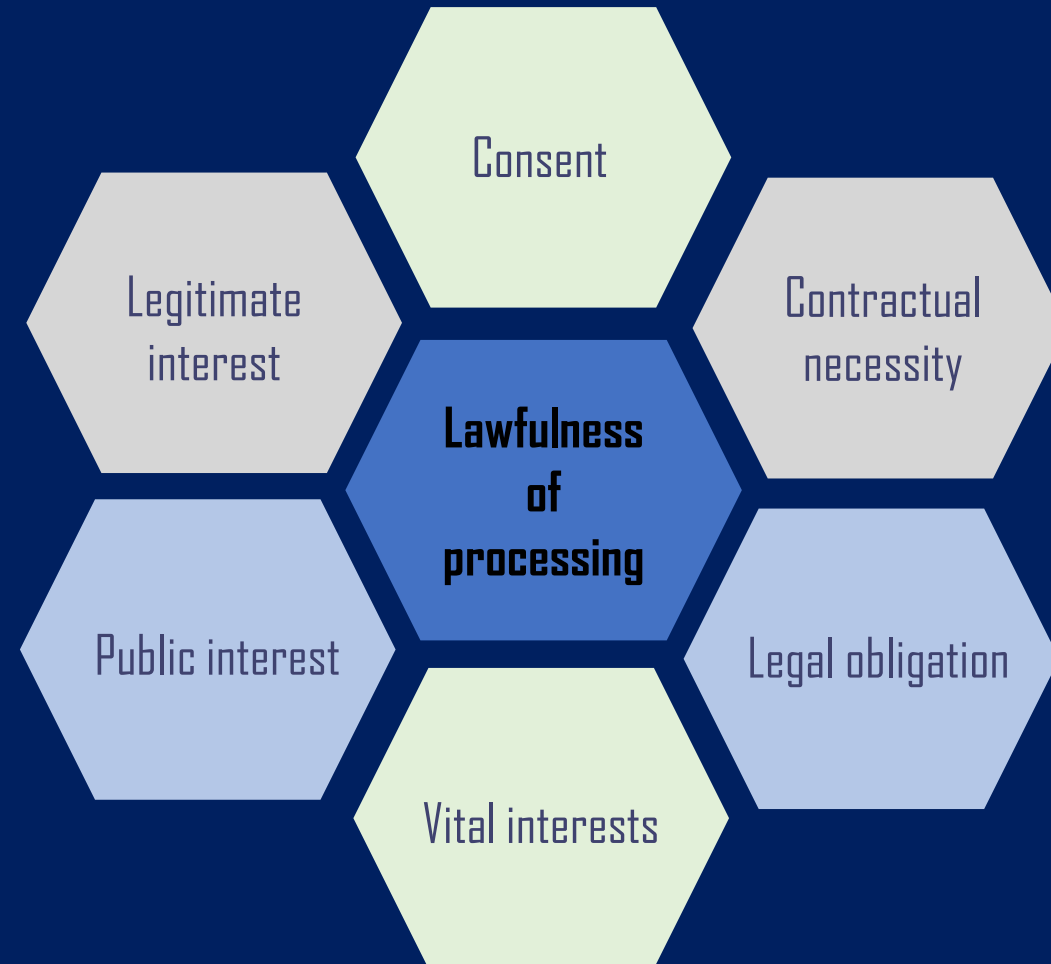 Consent
Legitimate
interest
Contractual
necessity
Lawfulness
of
processing
Public interest
Legal obligation
Vital interests